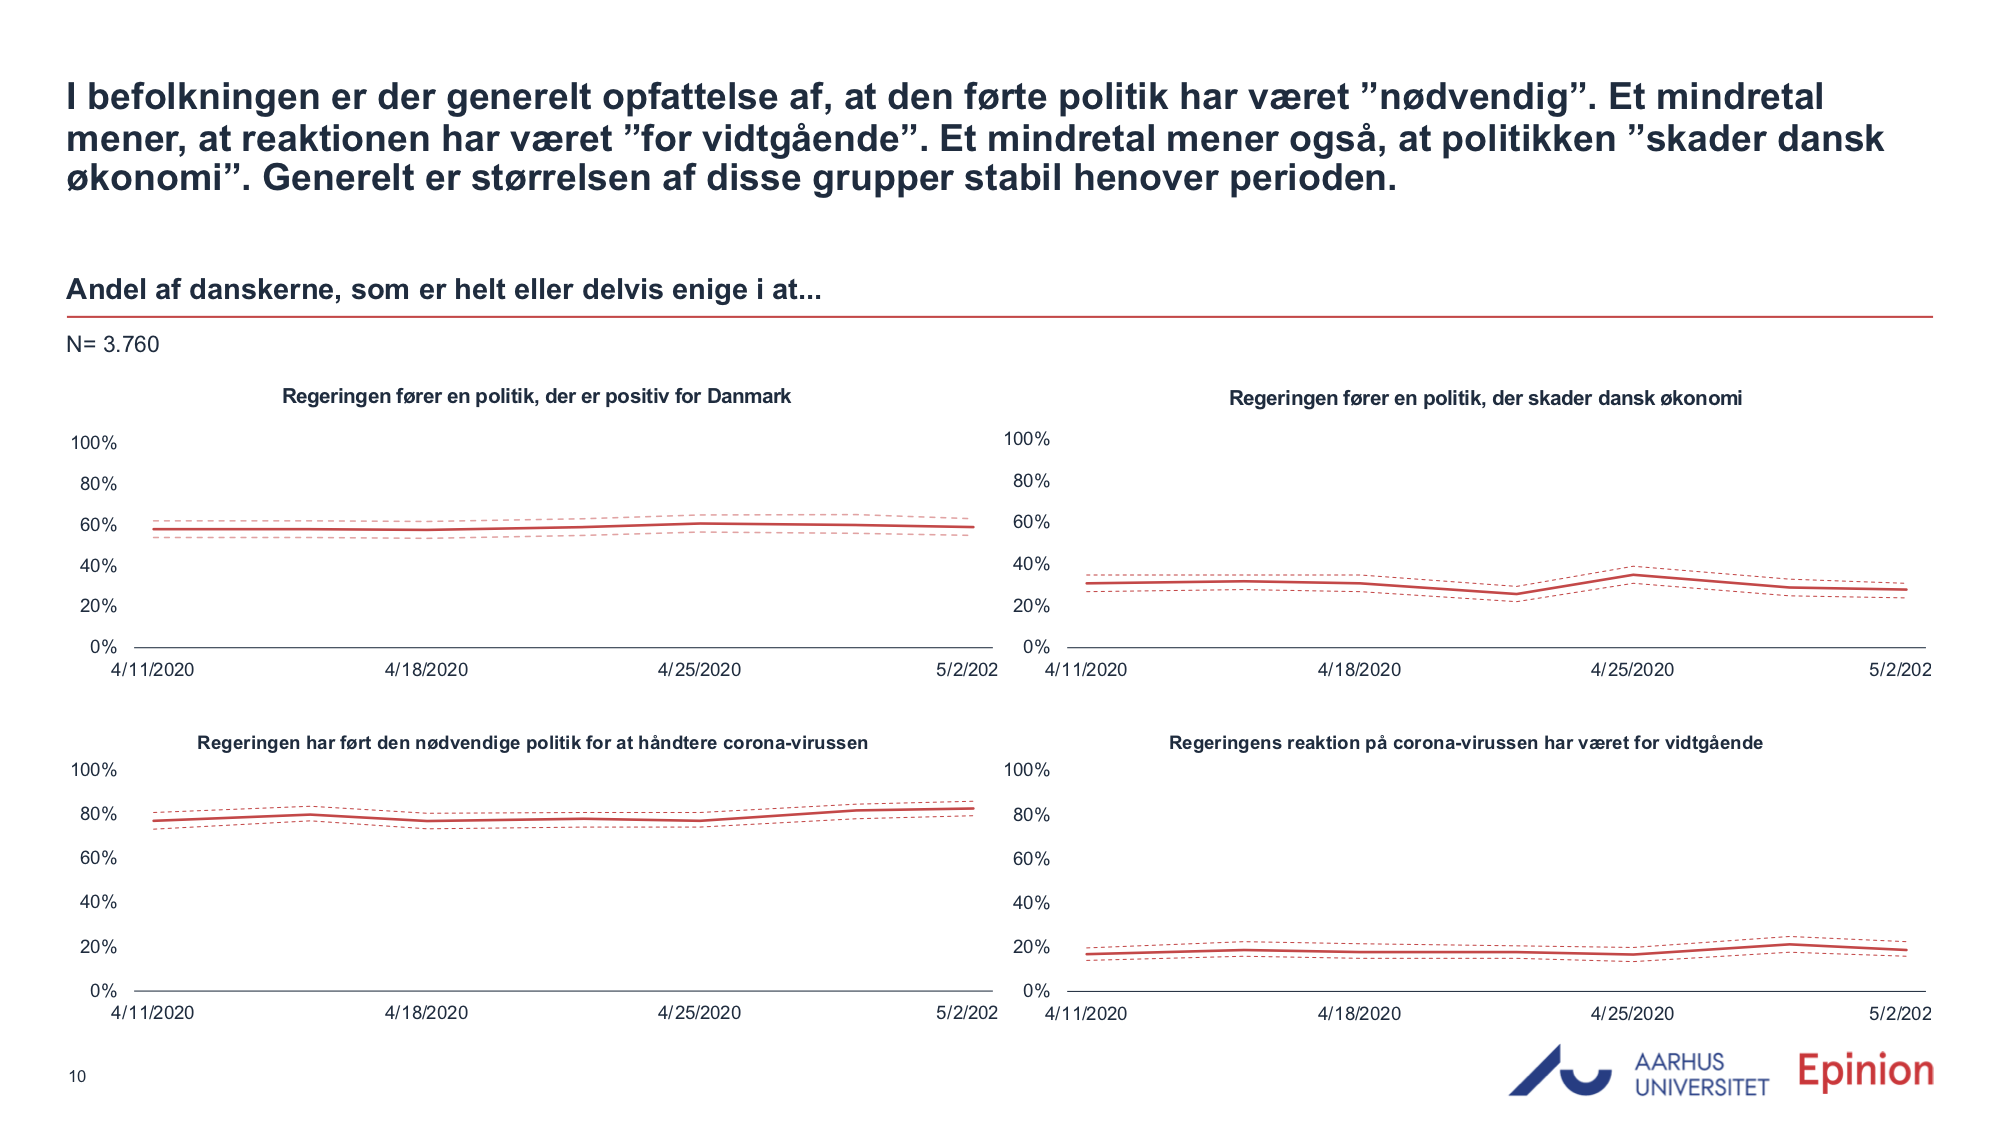 I befolkningen er der generelt opfattelse af, at den førte politik har været ”nødvendig”. Et mindretal
mener, at reaktionen har været ”for vidtgående”. Et mindretal mener også, at politikken ”skader dansk
økonomi”. Generelt er størrelsen af disse grupper stabil henover perioden.
Andel af danskerne, som er helt eller delvis enige i at...
N= 3.760
Regeringen fører en politik, der er positiv for Danmark
100%
80%
60%
40%
20%
0%
4/11/2020 4/18/2020 4/25/2020 5/2/202
Regeringen fører en politik, der skader dansk økonomi
100%
80%
60%
40%
20%
0%
4/11/2020 4/18/2020 4/25/2020 5/2/202
Regeringen har ført den nødvendige politik for at håndtere corona-virussen
100%
80%
60%
40%
20%
0%
4/11/2020 4/18/2020 4/25/2020 5/2/202
Regeringens reaktion på corona-virussen har været for vidtgående
100%
80%
60%
40%
20%
0%
4/11/2020 4/18/2020 4/25/2020 5/2/202
10
AARHUS
UNIVERSITET
Epinion